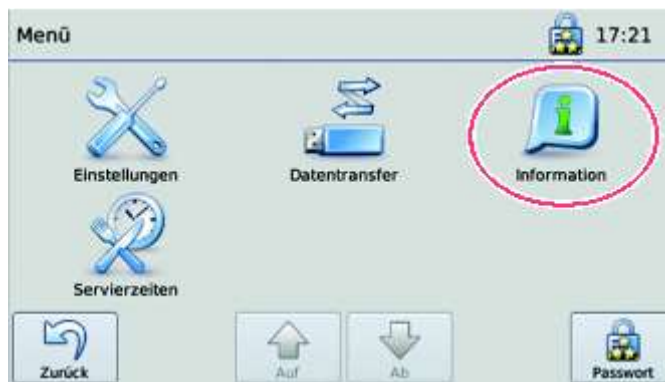 Menü 17:21
Einstellungen Datentransfer Information
Servierzeiten
Zurück Auf Ab Passwort